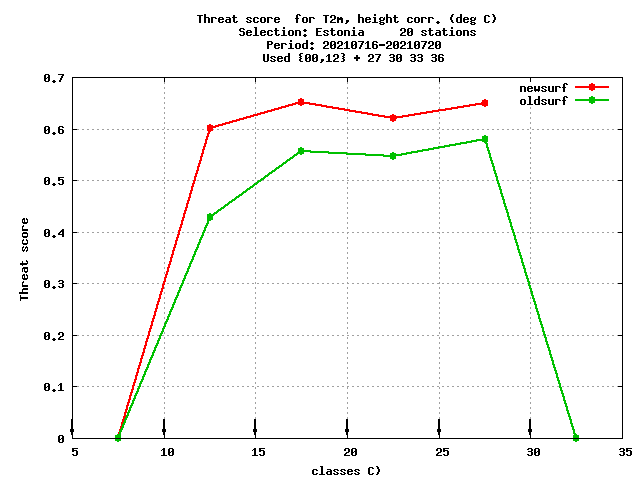 Threat score  for T2m, height corr. (deg C)
Selection: Estonia     20 stations
Period: 20210716-20210720
Used {00,12} + 27 30 33 36
newsurf
oldsurf
0.7
0.6
0.5
0.4
0.3
0.2
0.1
0
Threat score
5 10 15 20 25 30 35
classes C)